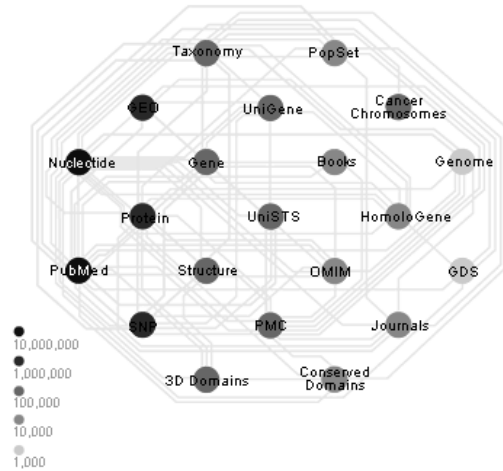 Taxonomy
PopSet
GEO
UniGene
Cancer
Chromosomes
Nucleotide
Gene
Books
Genome
Protein
UniSTS
HomoloGene
PubMed
Structure
OMIM
GDS
SNP
PMC
Journals
3D Domains
Conserved
Domains
10,000,000
1,000,000
100,000
10,000
1,000